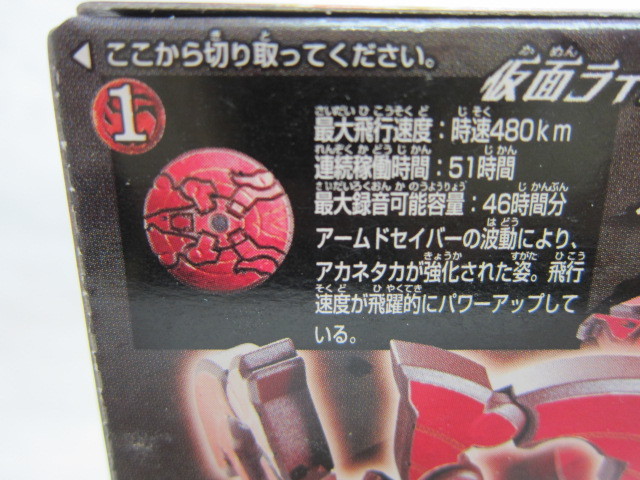 ここから切り取ってください。
仮面ラ
1
最大飛行速度：時速480km
連続稼働時間：51時間
最大録音可能容量：46時間分
アームドセイバーの波動により、
アカネタカが強化された姿。飛行
速度が飛躍的にパワーアップして
いる。